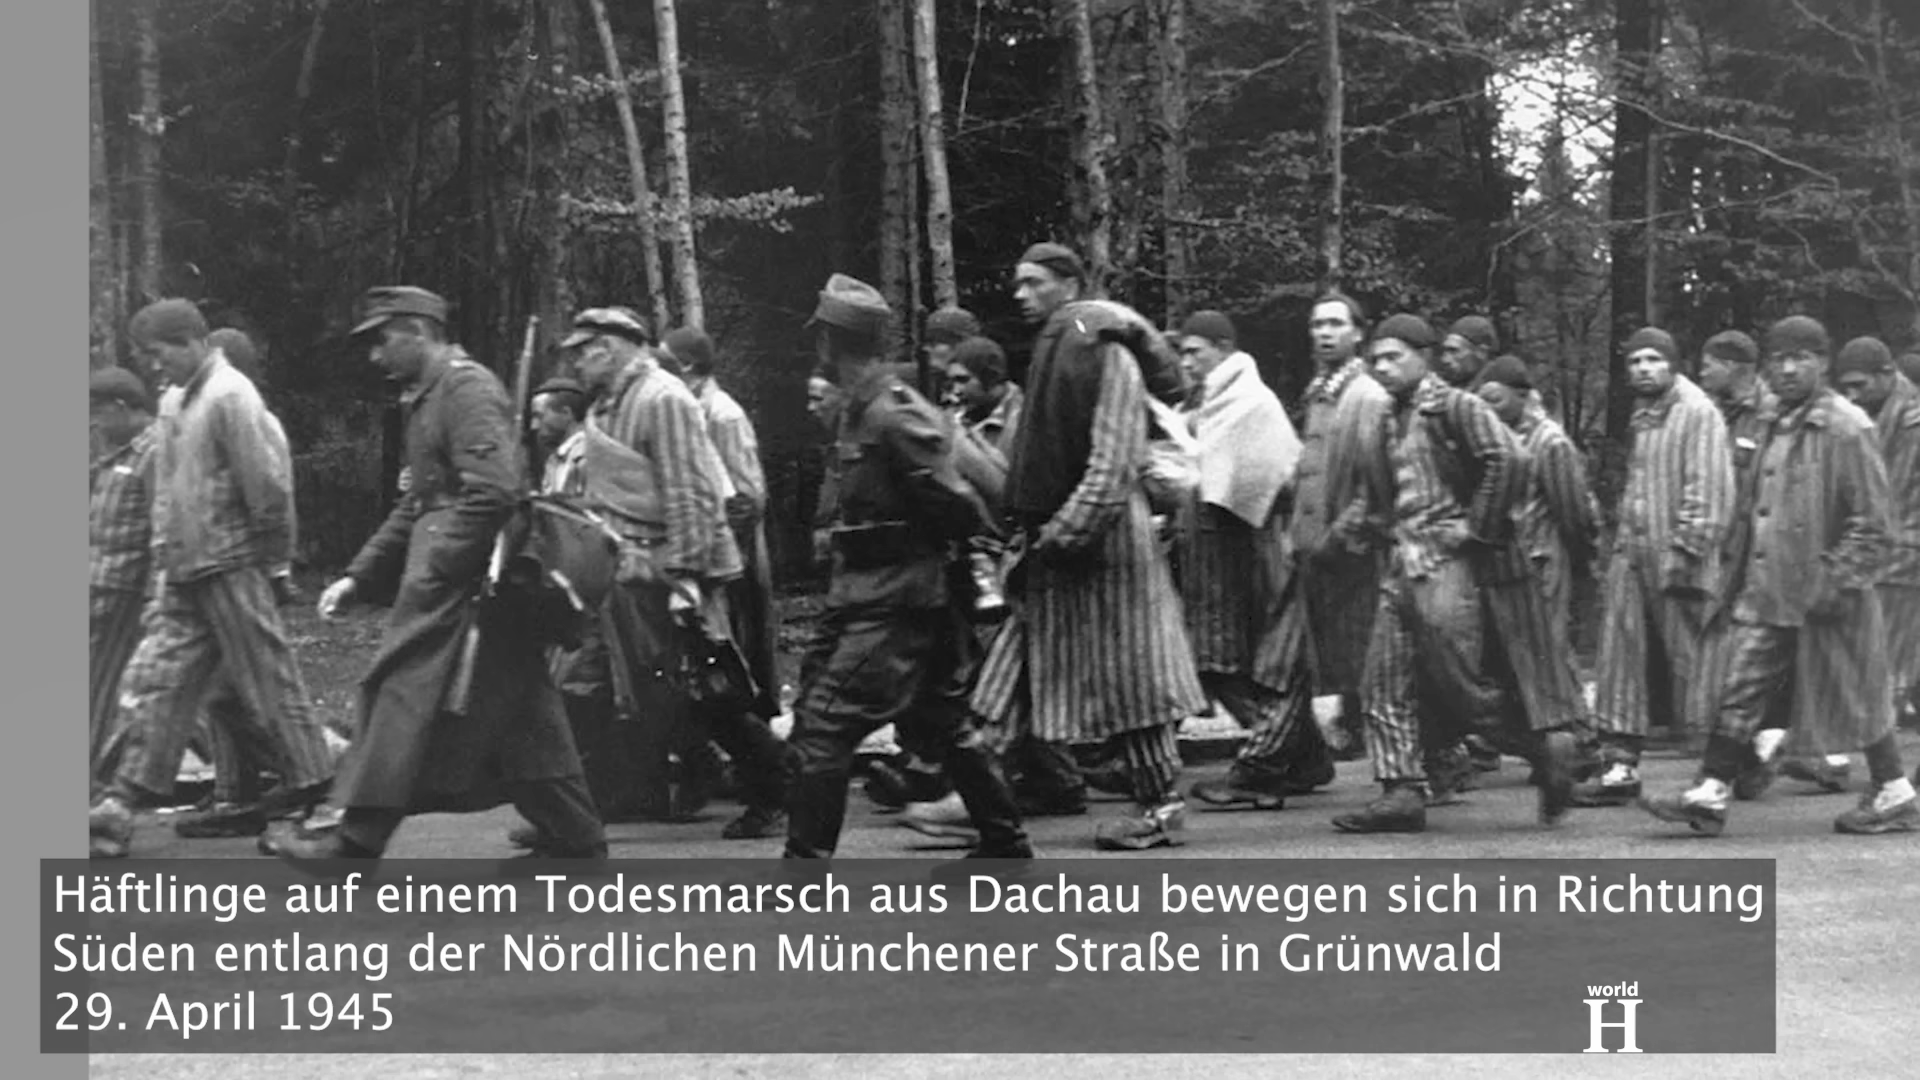 Häftlinge auf einem Todesmarsch aus Dachau bewegen sich in Richtung
Süden entlang der Nördlichen Münchener Straße in Grünwald
29. April 1945
world
H